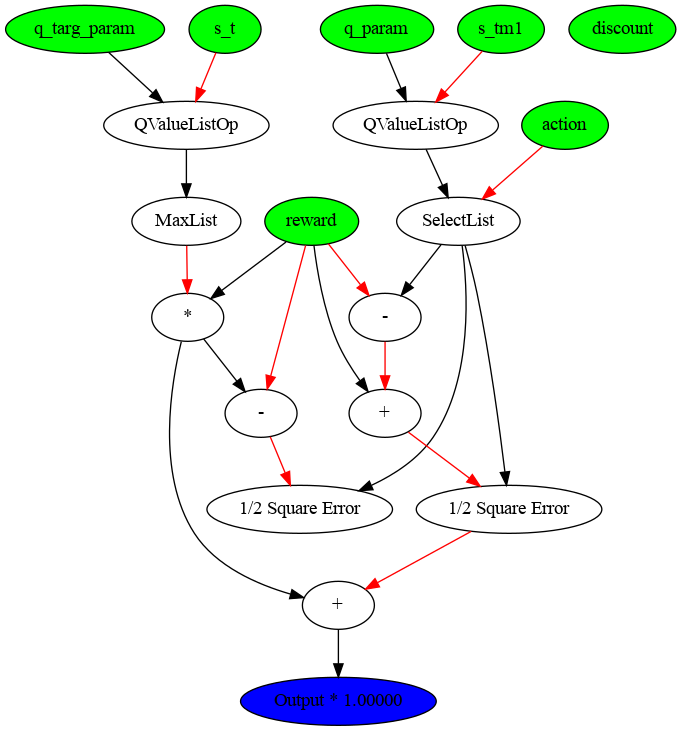 q_targ_param
s_t
q_param
s_tm1
discount
QValueListOp
QValueListOp
action
MaxList
reward
SelectList
*
-
-
+
1/2 Square Error
1/2 Square Error
+
Output * 1.00000